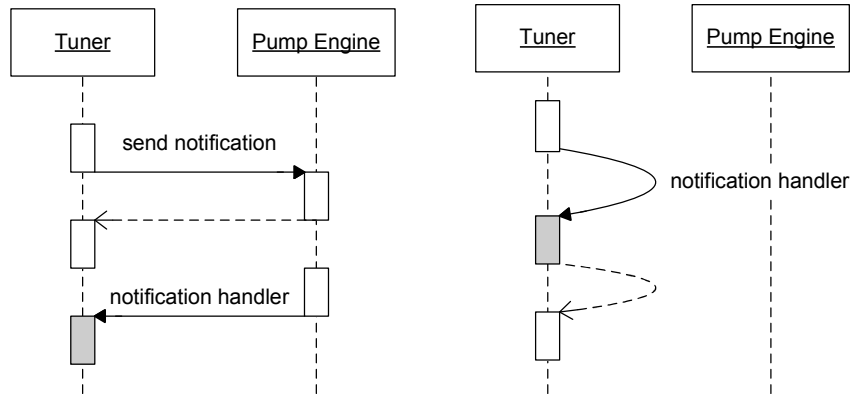 Tuner
Pump Engine
send notification
notification handler
Tuner
Pump Engine
notification handler